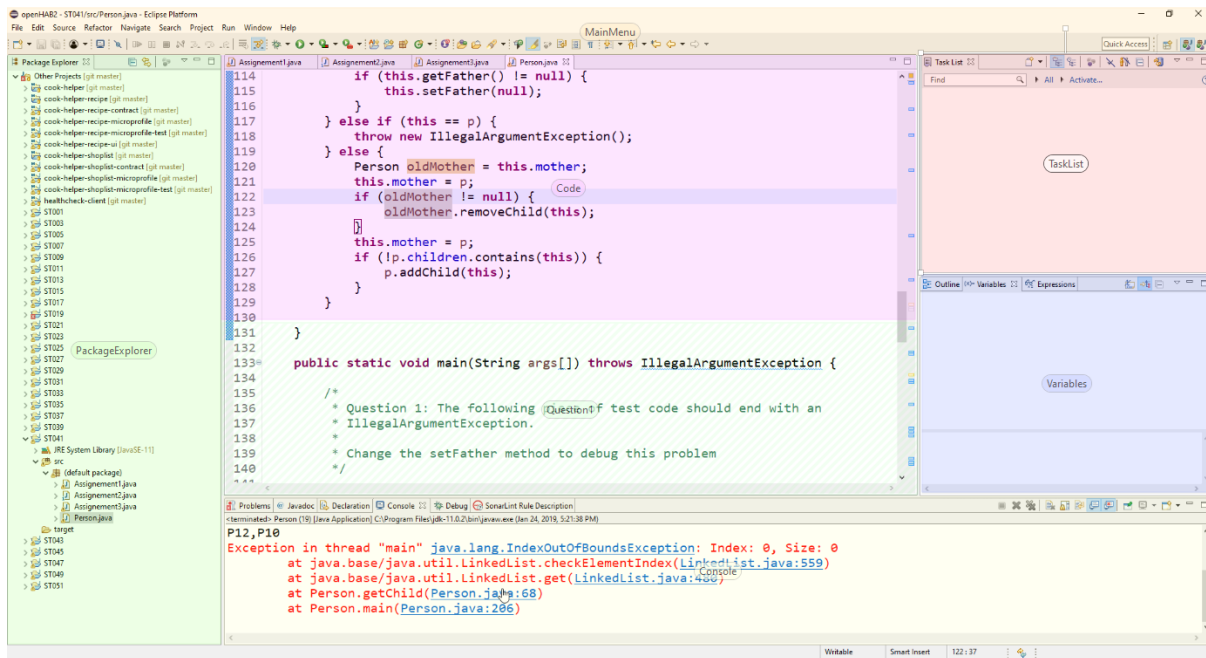 openHAB2 - ST041/src/Person.java - Eclipse Platform
File Edit Source Refactor Navigate Search Project Run Window Help
MainMenu
Quick Access
Package Explorer
Other Projects [git master]
cook-helper [git master]
cook-helper-recipe [git master]
cook-helper-recipe-contract [git master]
cook-helper-recipe-microprofile [git master]
cook-helper-recipe-microprofile-test [git master]
cook-helper-recipe-ui [git master]
cook-helper-shoplist [git master]
cook-helper-shoplist-contract [git master]
cook-helper-shoplist-microprofile [git master]
cook-helper-shoplist-microprofile-test [git master]
healthcheck-client [git master]
ST001
ST003
ST005
ST007
ST009
ST011
ST013
ST015
ST017
ST019
ST021
ST023
ST025
ST027
ST029
ST031
ST033
ST035
ST037
ST039
ST041
JRE System Library [JavaSE-11]
src
(default package)
Assignement1.java
Assignement2.java
Assignement3.java
Person.java
target
ST043
ST045
ST047
ST049
ST051
PackageExplorer
Assignement1.java Assignement2.java Assignement3.java Person.java
114 if (this.getFather() != null) {
115 this.setFather(null);
116 }
117 } else if (this == p) {
118 throw new IllegalArgumentException();
119 } else {
120 Person oldMother = this.mother;
121 this.mother = p;
122 if (oldMother != null) {
123 oldMother.removeChild(this);
124 }
125 this.mother = p;
126 if (!p.children.contains(this)) {
127 p.addChild(this);
128 }
129 }
130
131 }
132
133 public static void main(String args[]) throws IllegalArgumentException {
134
135 /*
136 * Question 1: The following of test code should end with an
137 * IllegalArgumentException.
138 *
139 * Change the setFather method to debug this problem
140 */
Code
Question1
Task List
Find All Activate...
TaskList
Outline Variables Expressions
Variables
Problems Javadoc Declaration Console Debug SonarLint Rule Description
<terminated> Person (19) [Java Application] C:\Program Files\jdk-11.0.2\bin\javaw.exe (Jan 24, 2019, 5:21:38 PM)
P12,P10
Exception in thread "main" java.lang.IndexOutOfBoundsException: Index: 0, Size: 0
at java.base/java.util.LinkedList.checkElementIndex(LinkedList.java:559)
at java.base/java.util.LinkedList.get(LinkedList.java:480)
at Person.getChild(Person.java:68)
at Person.main(Person.java:206)
Console
Writable Smart Insert 122 : 37